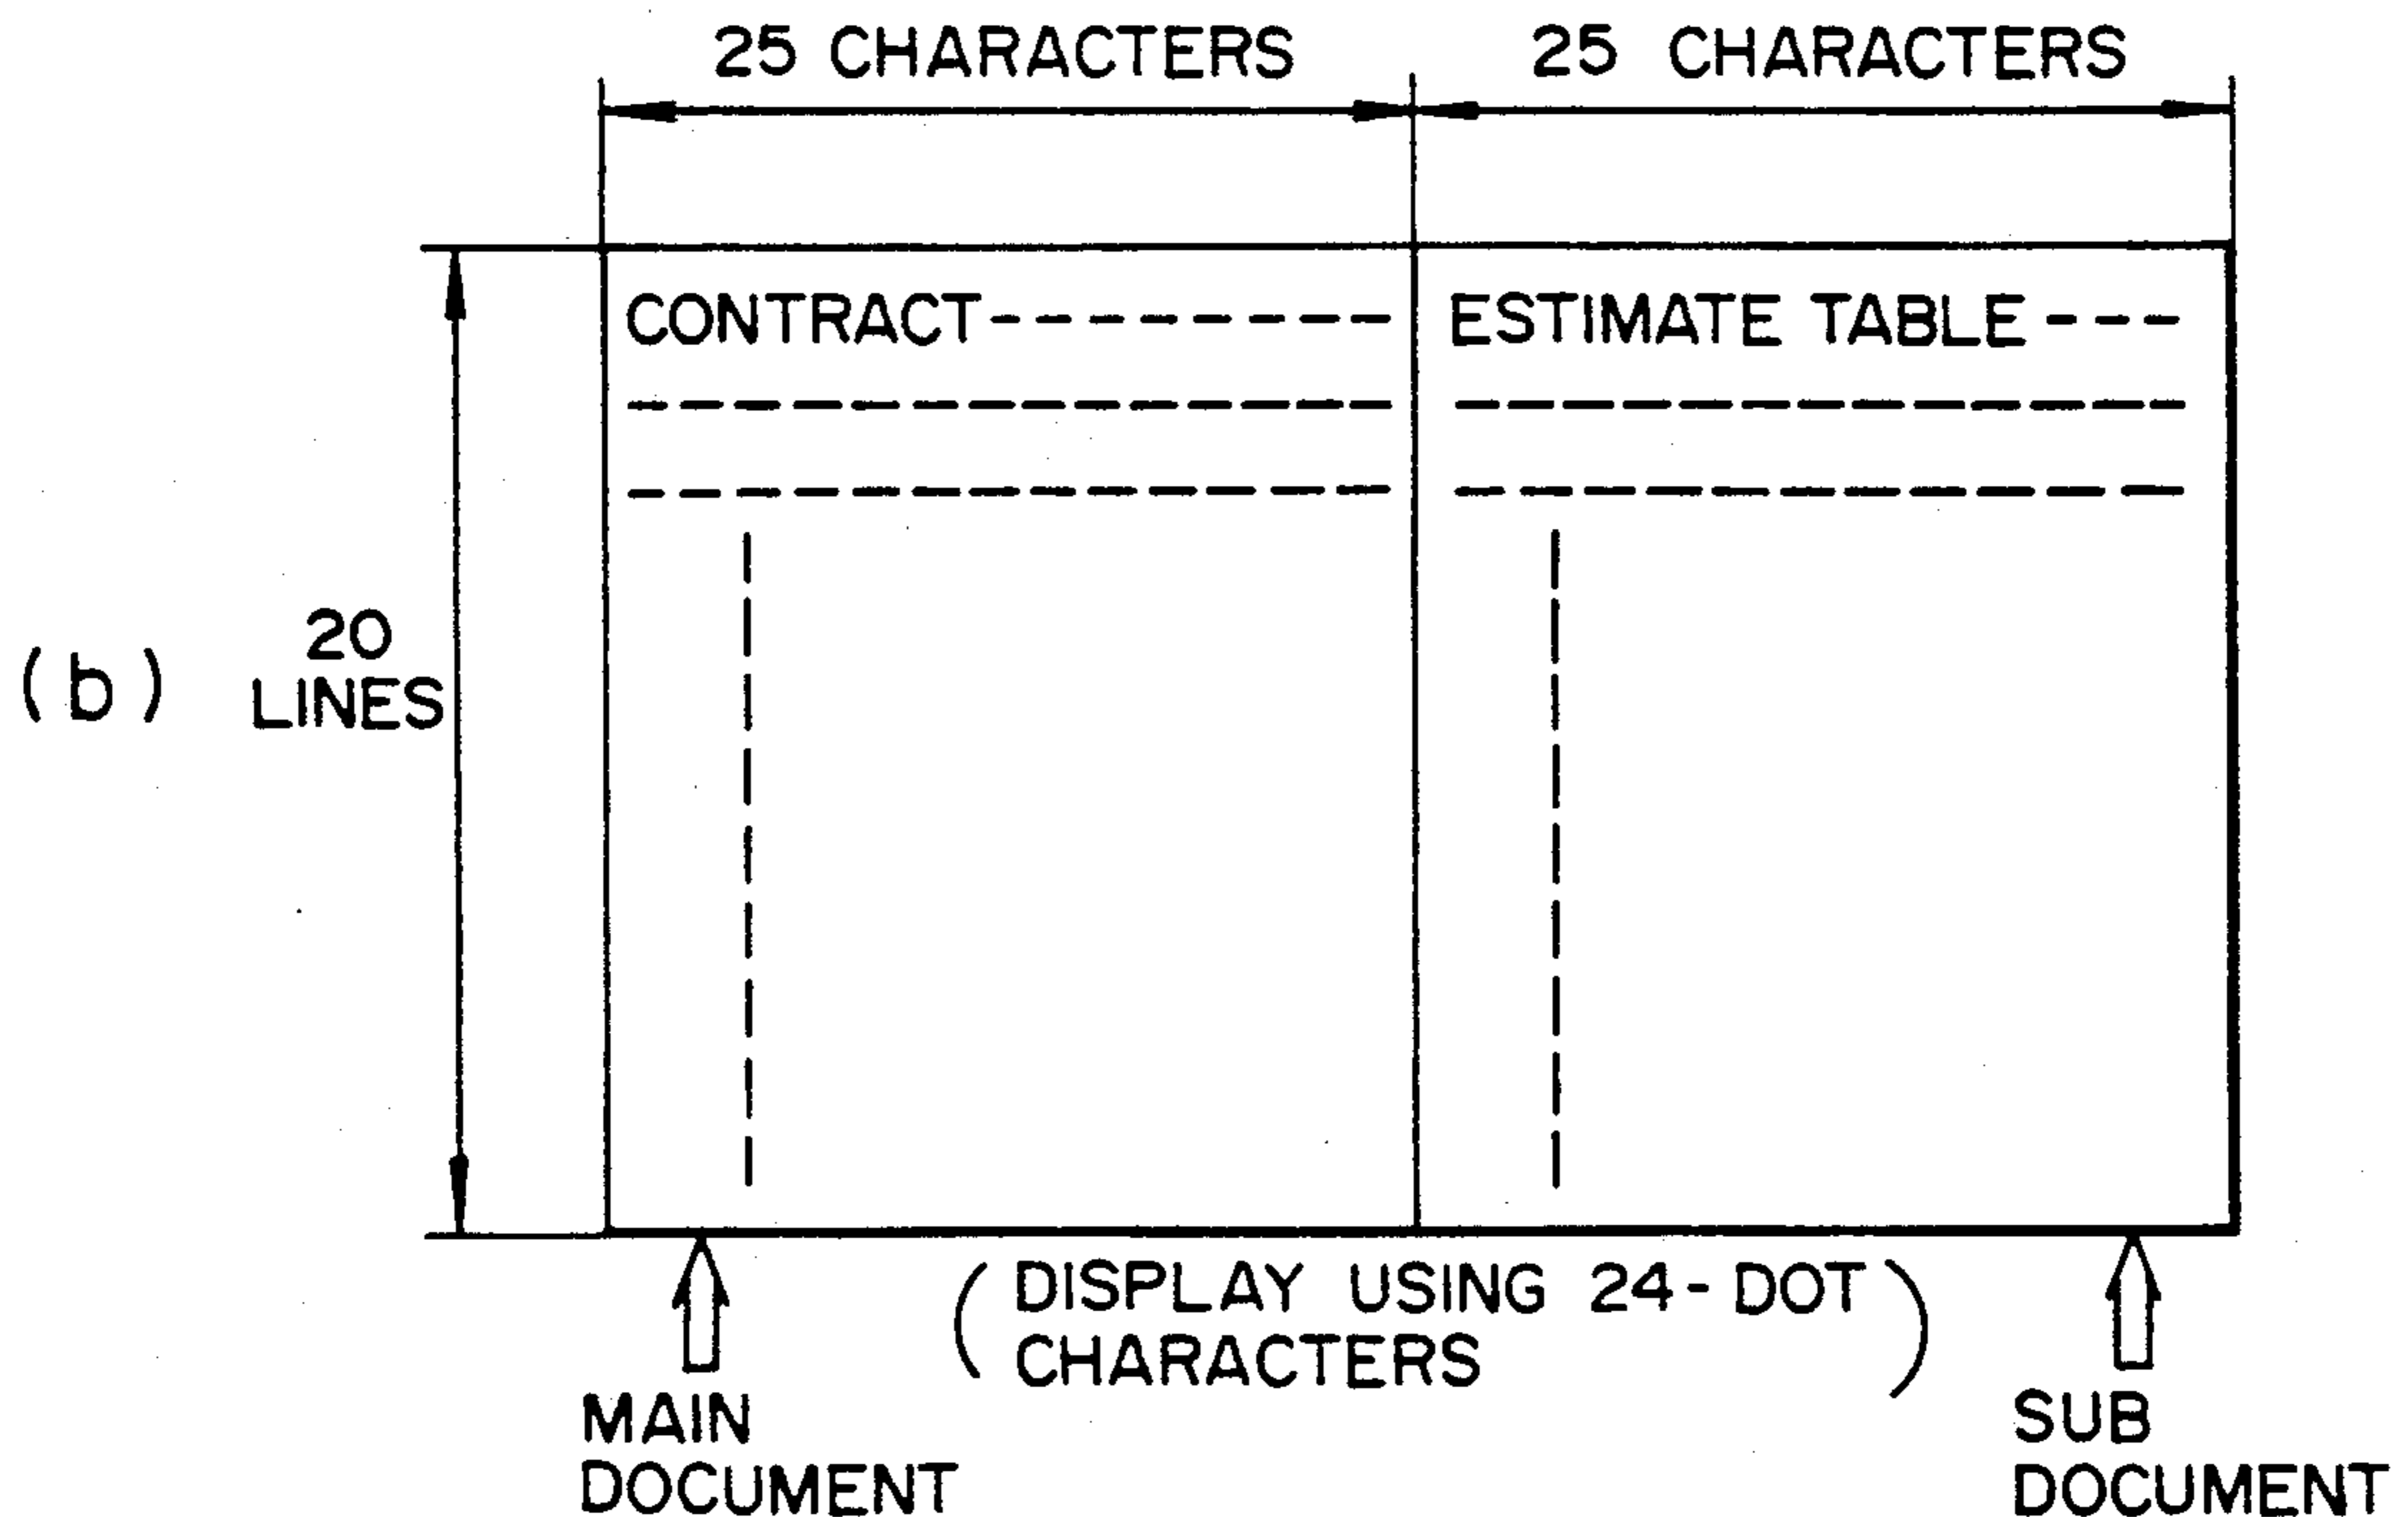 25 CHARACTERS 25 CHARACTERS
CONTRACT--------
ESTIMATE TABLE ---
(b)
20
LINES
(DISPLAY USING 24-DOT
CHARACTERS)
MAIN
DOCUMENT
SUB
DOCUMENT